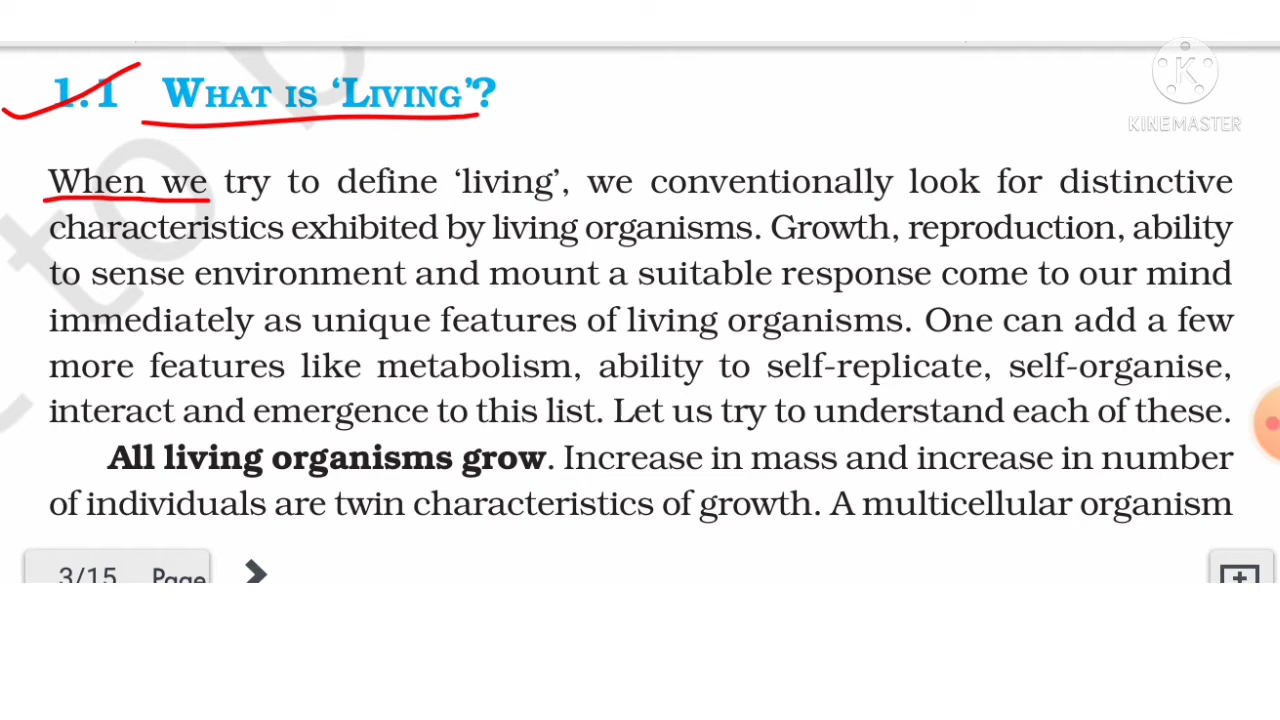 1.1 What is 'Living'?
KINEMASTER
When we try to define 'living', we conventionally look for distinctive
characteristics exhibited by living organisms. Growth, reproduction, ability
to sense environment and mount a suitable response come to our mind
immediately as unique features of living organisms. One can add a few
more features like metabolism, ability to self-replicate, self-organise,
interact and emergence to this list. Let us try to understand each of these.
All living organisms grow. Increase in mass and increase in number
of individuals are twin characteristics of growth. A multicellular organism
3/15 Page